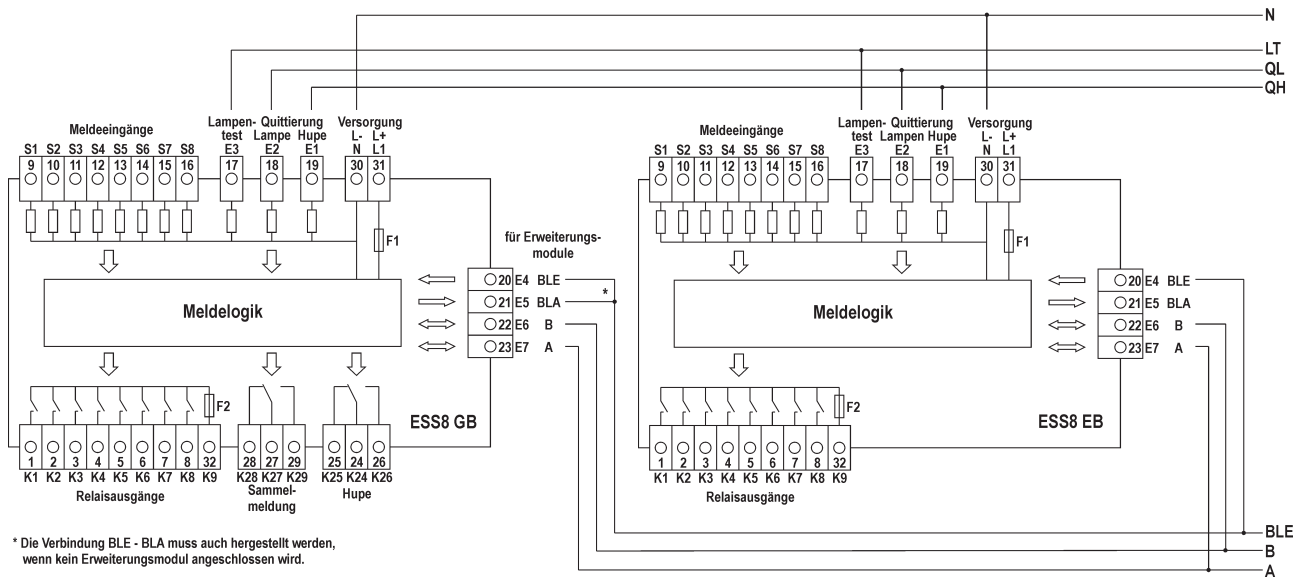 N
LT
QL
QH
Lampen- Quittierung Versorgung
Meldeeingänge test Lampe Hupe L- L+
S1 S2 S3 S4 S5 S6 S7 S8 E3 E2 E1 N L1
9 10 11 12 13 14 15 16 17 18 19 30 31
F1
für Erweiterungs-
module
20 E4 BLE
*
21 E5 BLA
22 E6 B
23 E7 A
Meldelogik
F2
ESS8 GB
1 2 3 4 5 6 7 8 32 28 27 29 25 24 26
K1 K2 K3 K4 K5 K6 K7 K8 K9 K28 K27 K29 K25 K24 K26
Relaisausgänge Sammel- Hupe
meldung
* Die Verbindung BLE - BLA muss auch hergestellt werden,
wenn kein Erweiterungsmodul angeschlossen wird.
Lampen- Quittierung Versorgung
Meldeeingänge test Lampen Hupe L- L+
S1 S2 S3 S4 S5 S6 S7 S8 E3 E2 E1 N L1
9 10 11 12 13 14 15 16 17 18 19 30 31
F1
20 E4 BLE
21 E5 BLA
22 E6 B
23 E7 A
Meldelogik
F2
ESS8 EB
1 2 3 4 5 6 7 8 32
K1 K2 K3 K4 K5 K6 K7 K8 K9
Relaisausgänge
BLE
B
A